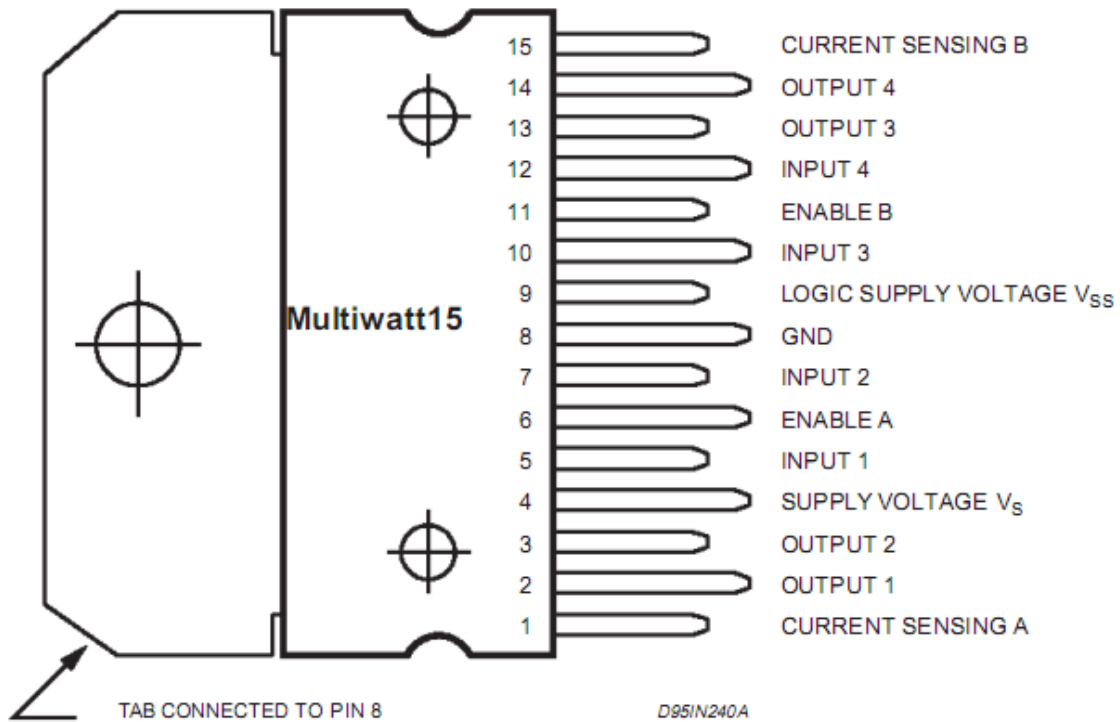 15 CURRENT SENSING B
14 OUTPUT 4
13 OUTPUT 3
12 INPUT 4
11 ENABLE B
10 INPUT 3
9 LOGIC SUPPLY VOLTAGE VSS
Multiwatt15
8 GND
7 INPUT 2
6 ENABLE A
5 INPUT 1
4 SUPPLY VOLTAGE VS
3 OUTPUT 2
2 OUTPUT 1
1 CURRENT SENSING A
TAB CONNECTED TO PIN 8
D95IN240A